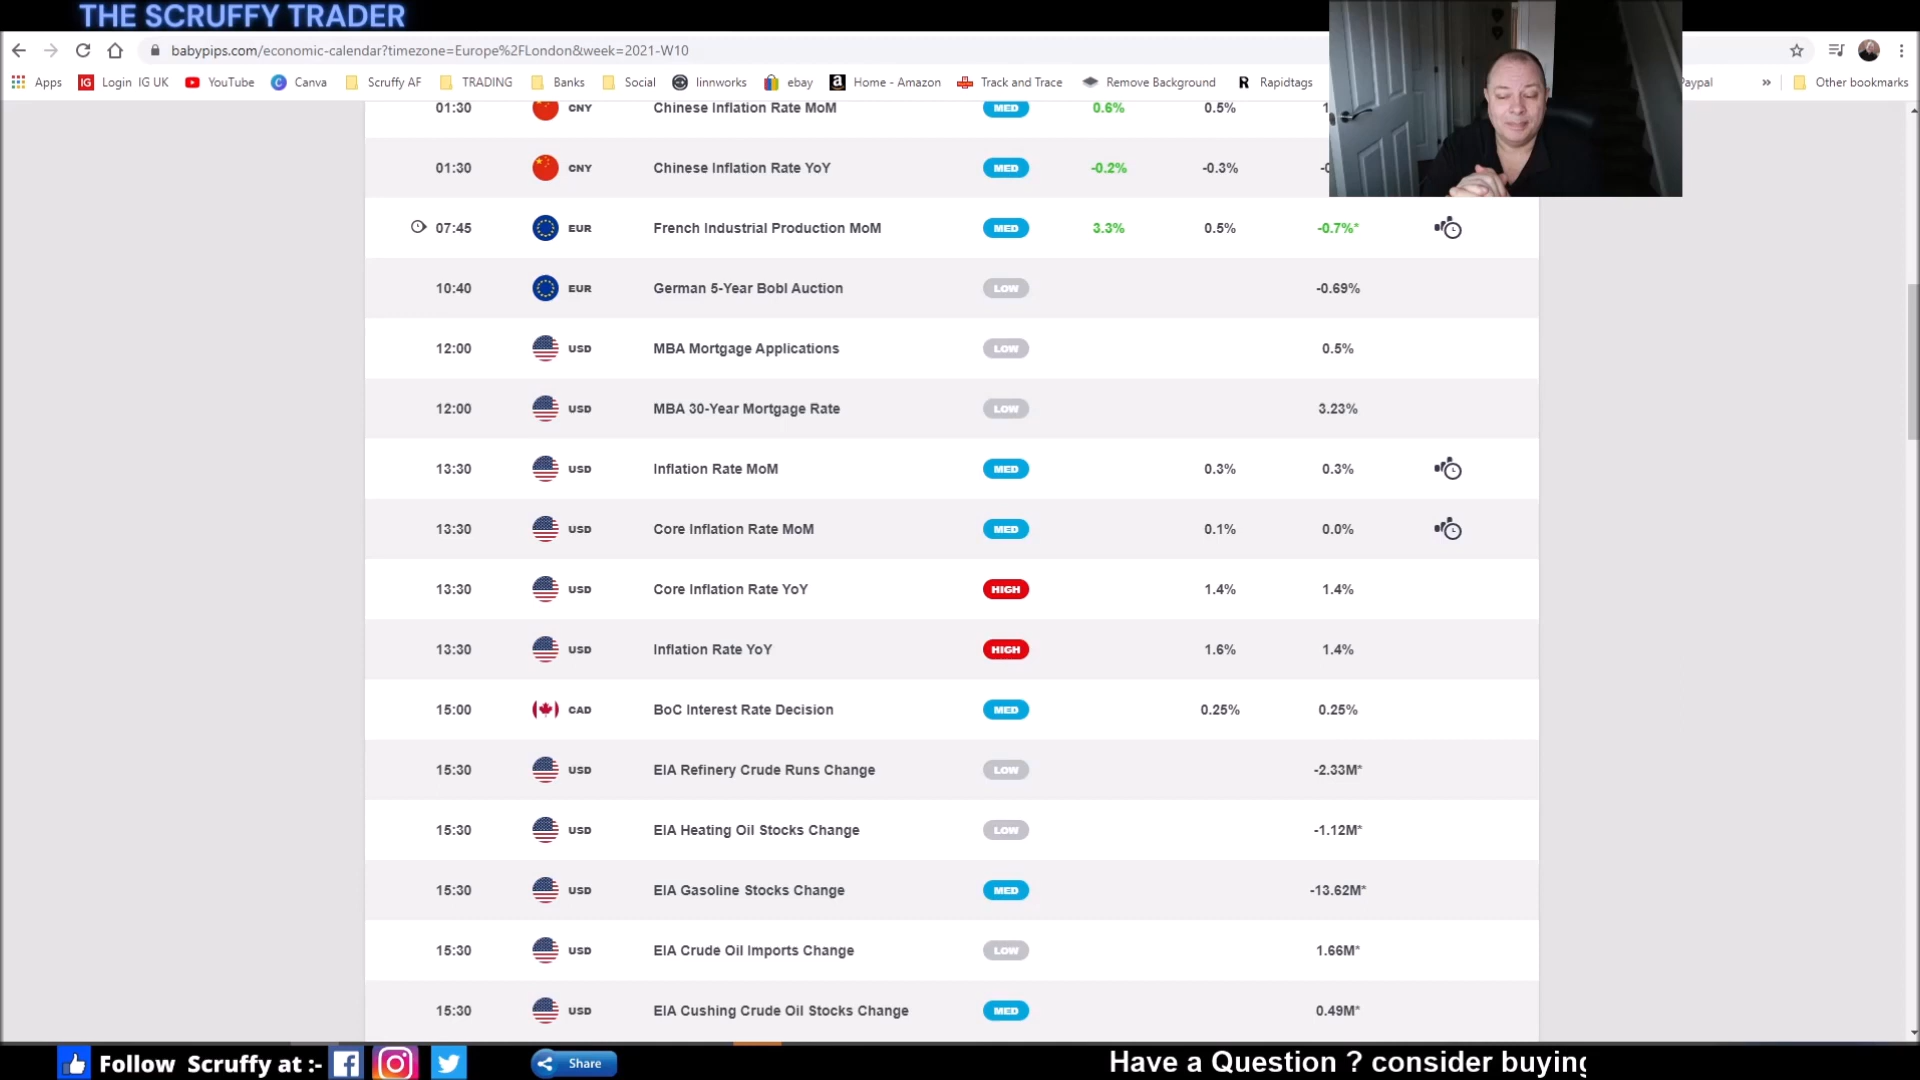 THE SCRUFFY TRADER
babypips.com/economic-calendar?timezone=Europe%2FLondon&week=2021-W10
Apps Login IG UK YouTube Canva Scruffy AF TRADING Banks Social linnworks ebay Home - Amazon Track and Trace Remove Background Rapidtags Paypal » Other bookmarks
01:30 CNY Chinese Inflation Rate MoM MED 0.6% 0.5%
01:30 CNY Chinese Inflation Rate YoY MED -0.2% -0.3%
07:45 EUR French Industrial Production MoM MED 3.3% 0.5% -0.7%*
10:40 EUR German 5-Year Bobl Auction LOW -0.69%
12:00 USD MBA Mortgage Applications LOW 0.5%
12:00 USD MBA 30-Year Mortgage Rate LOW 3.23%
13:30 USD Inflation Rate MoM MED 0.3% 0.3%
13:30 USD Core Inflation Rate MoM MED 0.1% 0.0%
13:30 USD Core Inflation Rate YoY HIGH 1.4% 1.4%
13:30 USD Inflation Rate YoY HIGH 1.6% 1.4%
15:00 CAD BoC Interest Rate Decision MED 0.25% 0.25%
15:30 USD EIA Refinery Crude Runs Change LOW -2.33M*
15:30 USD EIA Heating Oil Stocks Change LOW -1.12M*
15:30 USD EIA Gasoline Stocks Change MED -13.62M*
15:30 USD EIA Crude Oil Imports Change LOW 1.66M*
15:30 USD EIA Cushing Crude Oil Stocks Change MED 0.49M*
Follow Scruffy at :- Share Have a Question ? consider buying